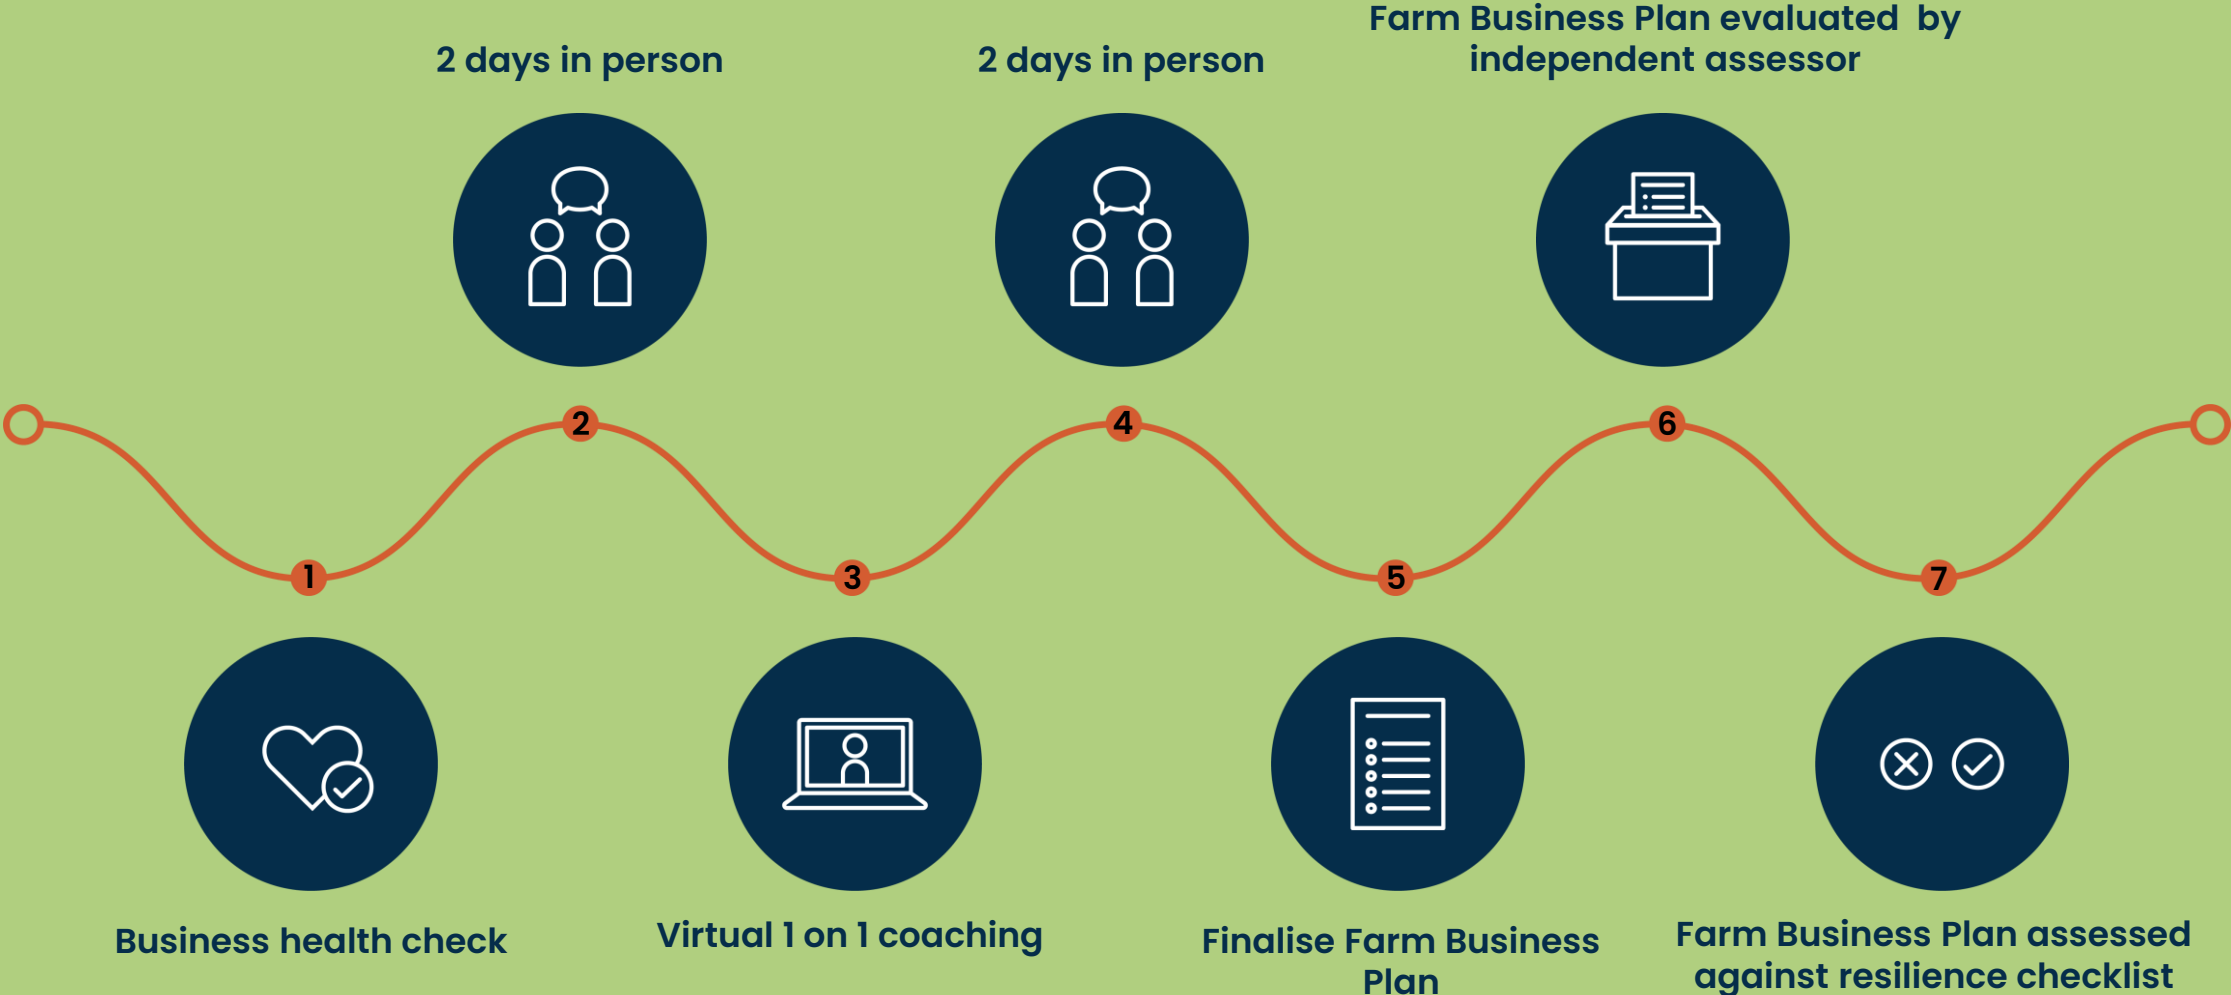 Farm Business Plan evaluated by
independent assessor
2 days in person
2 days in person
2
4
6
1
3
5
7
Business health check
Virtual 1 on 1 coaching
Finalise Farm Business
Plan
Farm Business Plan assessed
against resilience checklist